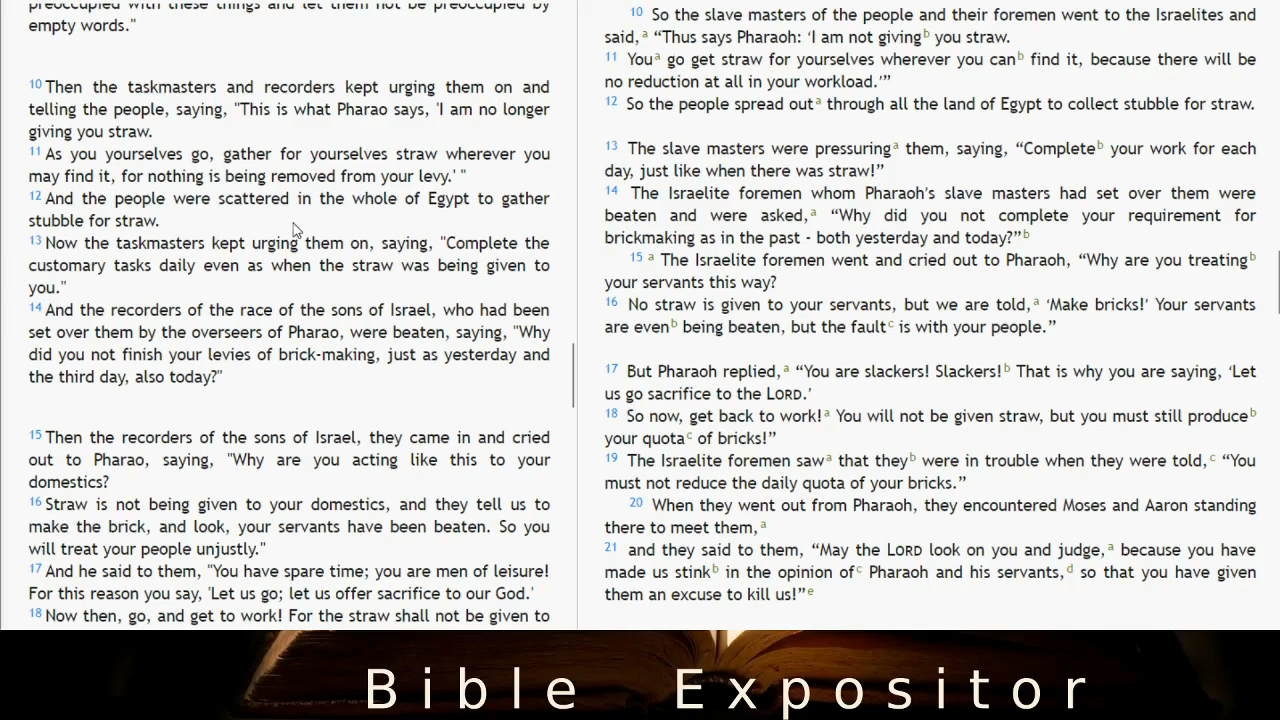 preoccupied with these things and let them not be preoccupied by
empty words."
10 Then the taskmasters and recorders kept urging them on and
telling the people, saying, "This is what Pharao says, 'I am no longer
giving you straw.
11 As you yourselves go, gather for yourselves straw wherever you
may find it, for nothing is being removed from your levy.' "
12 And the people were scattered in the whole of Egypt to gather
stubble for straw.
13 Now the taskmasters kept urging them on, saying, "Complete the
customary tasks daily even as when the straw was being given to
you."
14 And the recorders of the race of the sons of Israel, who had been
set over them by the overseers of Pharao, were beaten, saying, "Why
did you not finish your levies of brick-making, just as yesterday and
the third day, also today?"
15 Then the recorders of the sons of Israel, they came in and cried
out to Pharao, saying, "Why are you acting like this to your
domestics?
16 Straw is not being given to your domestics, and they tell us to
make the brick, and look, your servants have been beaten. So you
will treat your people unjustly."
17 And he said to them, "You have spare time; you are men of leisure!
For this reason you say, 'Let us go; let us offer sacrifice to our God.'
18 Now then, go, and get to work! For the straw shall not be given to
10 So the slave masters of the people and their foremen went to the Israelites and
said,a “Thus says Pharaoh: ‘I am not givingb you straw.
11 Youa go get straw for yourselves wherever you canb find it, because there will be
no reduction at all in your workload.’”
12 So the people spread outa through all the land of Egypt to collect stubble for straw.
13 The slave masters were pressuringa them, saying, “Completeb your work for each
day, just like when there was straw!”
14 The Israelite foremen whom Pharaoh’s slave masters had set over them were
beaten and were asked,a “Why did you not complete your requirement for
brickmaking as in the past - both yesterday and today?”b
15 a The Israelite foremen went and cried out to Pharaoh, “Why are you treatingb
your servants this way?
16 No straw is given to your servants, but we are told,a ‘Make bricks!’ Your servants
are evenb being beaten, but the faultc is with your people.”
17 But Pharaoh replied,a “You are slackers! Slackers!b That is why you are saying, ‘Let
us go sacrifice to the LORD.’
18 So now, get back to work!a You will not be given straw, but you must still produceb
your quotac of bricks!”
19 The Israelite foremen sawa that theyb were in trouble when they were told,c “You
must not reduce the daily quota of your bricks.”
20 When they went out from Pharaoh, they encountered Moses and Aaron standing
there to meet them,a
21 and they said to them, “May the LORD look on you and judge,a because you have
made us stinkb in the opinion ofc Pharaoh and his servants,d so that you have given
them an excuse to kill us!”e
Bible Expositor